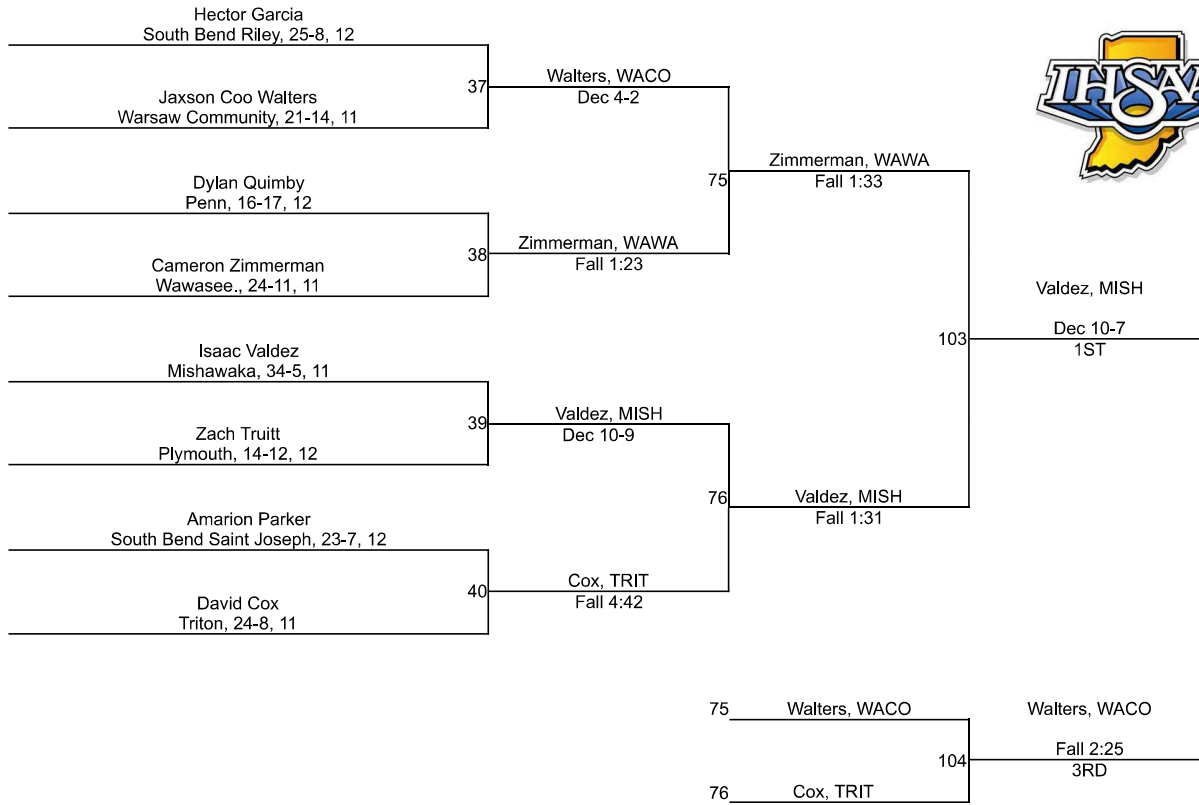 Hector Garcia
South Bend Riley, 25-8, 12
37
Jaxson Coo Walters
Warsaw Community, 21-14, 11
Walters, WACO
Dec 4-2
75
Dylan Quimby
Penn, 16-17, 12
38
Cameron Zimmerman
Wawasee., 24-11, 11
Zimmerman, WAWA
Fall 1:23
Zimmerman, WAWA
Fall 1:33
103
Isaac Valdez
Mishawaka, 34-5, 11
39
Zach Truitt
Plymouth, 14-12, 12
Valdez, MISH
Dec 10-9
76
Amarion Parker
South Bend Saint Joseph, 23-7, 12
40
David Cox
Triton, 24-8, 11
Cox, TRIT
Fall 4:42
Valdez, MISH
Fall 1:31
Valdez, MISH
Dec 10-7
1ST
75
Walters, WACO
104
76
Cox, TRIT
Walters, WACO
Fall 2:25
3RD
IHSAA